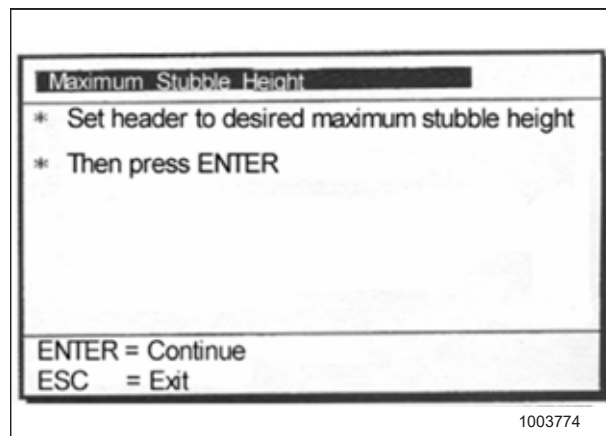 Maximum Stubble Height
* Set header to desired maximum stubble height
* Then press ENTER
ENTER = Continue
ESC = Exit
1003774